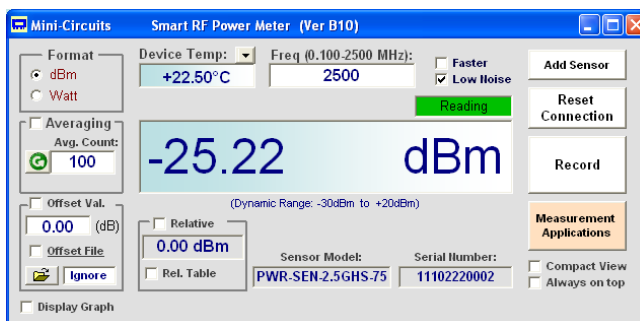 Mini-Circuits Smart RF Power Meter (Ver B10)
Format
dBm
Watt
Device Temp:
+22.50°C
Freq (0.100-2500 MHz):
2500
Faster
Low Noise
Reading
Add Sensor
Reset
Connection
Record
Measurement
Applications
Compact View
Always on top
Averaging
Avg. Count:
100
-25.22 dBm
(Dynamic Range: -30dBm to +20dBm)
Offset Val.
0.00 (dB)
Offset File
Ignore
Relative
0.00 dBm
Rel. Table
Sensor Model:
PWR-SEN-2.5GHS-75
Serial Number:
11102220002
Display Graph